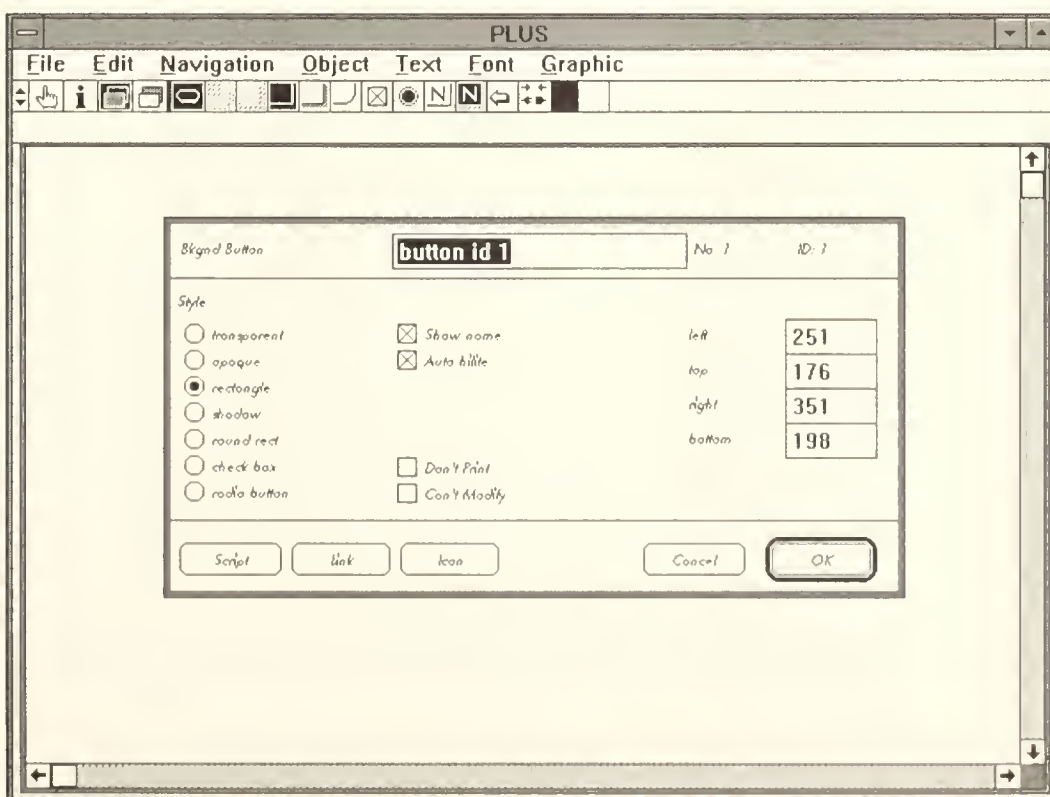 PLUS
File Edit Navigation Object Text Font Graphic
i N N
Bkgnd Button button id 1 No 1 ID: 1
Style
transparent Show name left 251
opaque Auto hilite top 176
rectangle right 351
shadow bottom 198
round rect
check box Don't Print
radio button Can't Modify
Script Link Icon Cancel OK